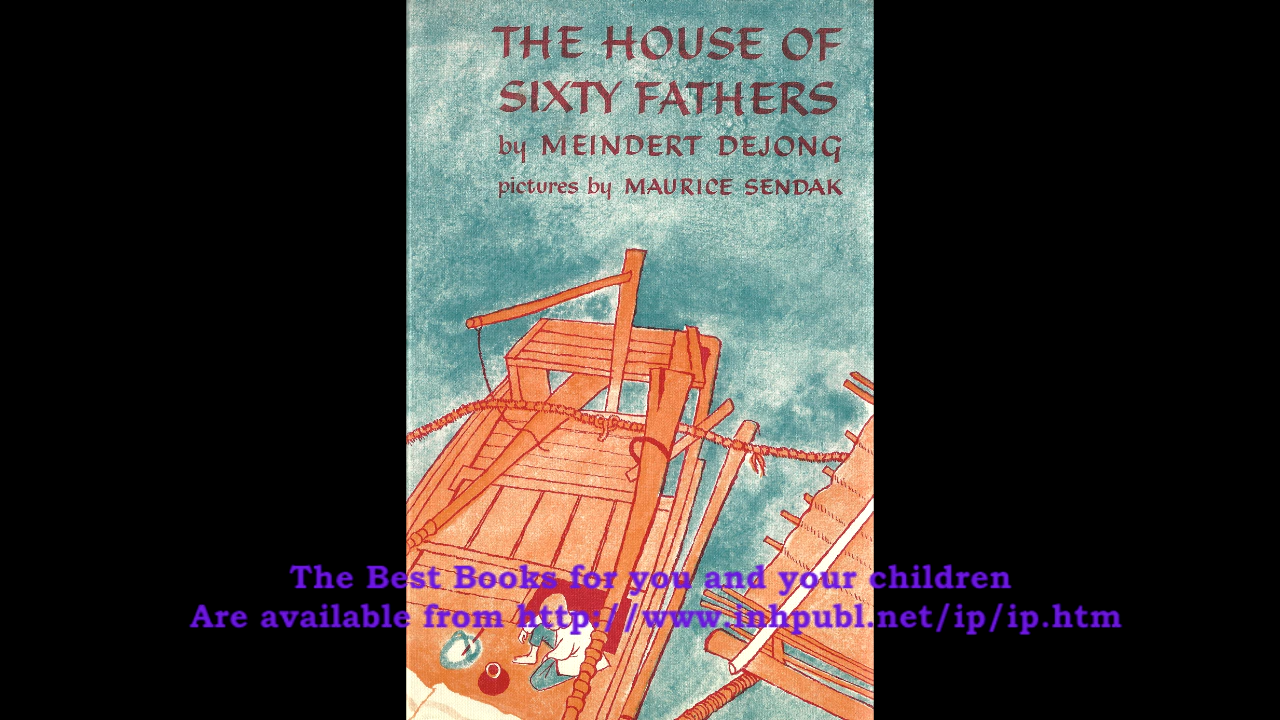 THE HOUSE OF
SIXTY FATHERS
by MEINDERT DEJONG
pictures by MAURICE SENDAK
The Best Books for you and your children
Are available from http://www.inhpubl.net/ip/ip.htm